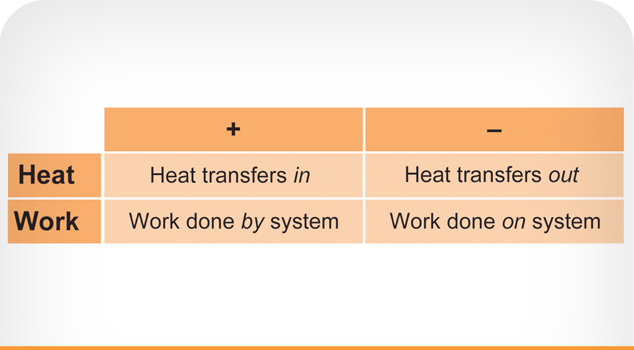 + –
Heat Heat transfers in Heat transfers out
Work Work done by system Work done on system